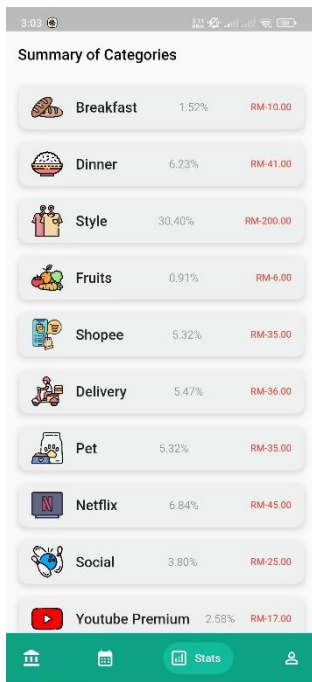 3:03
Summary of Categories
Breakfast 1.52% RM-10.00
Dinner 6.23% RM-41.00
Style 30.40% RM-200.00
Fruits 0.91% RM-6.00
Shopee 5.32% RM-35.00
Delivery 5.47% RM-36.00
Pet 5.32% RM-35.00
Netflix 6.84% RM-45.00
N
Social 3.80% RM-25.00
Youtube Premium 2.58% RM-17.00
Stats